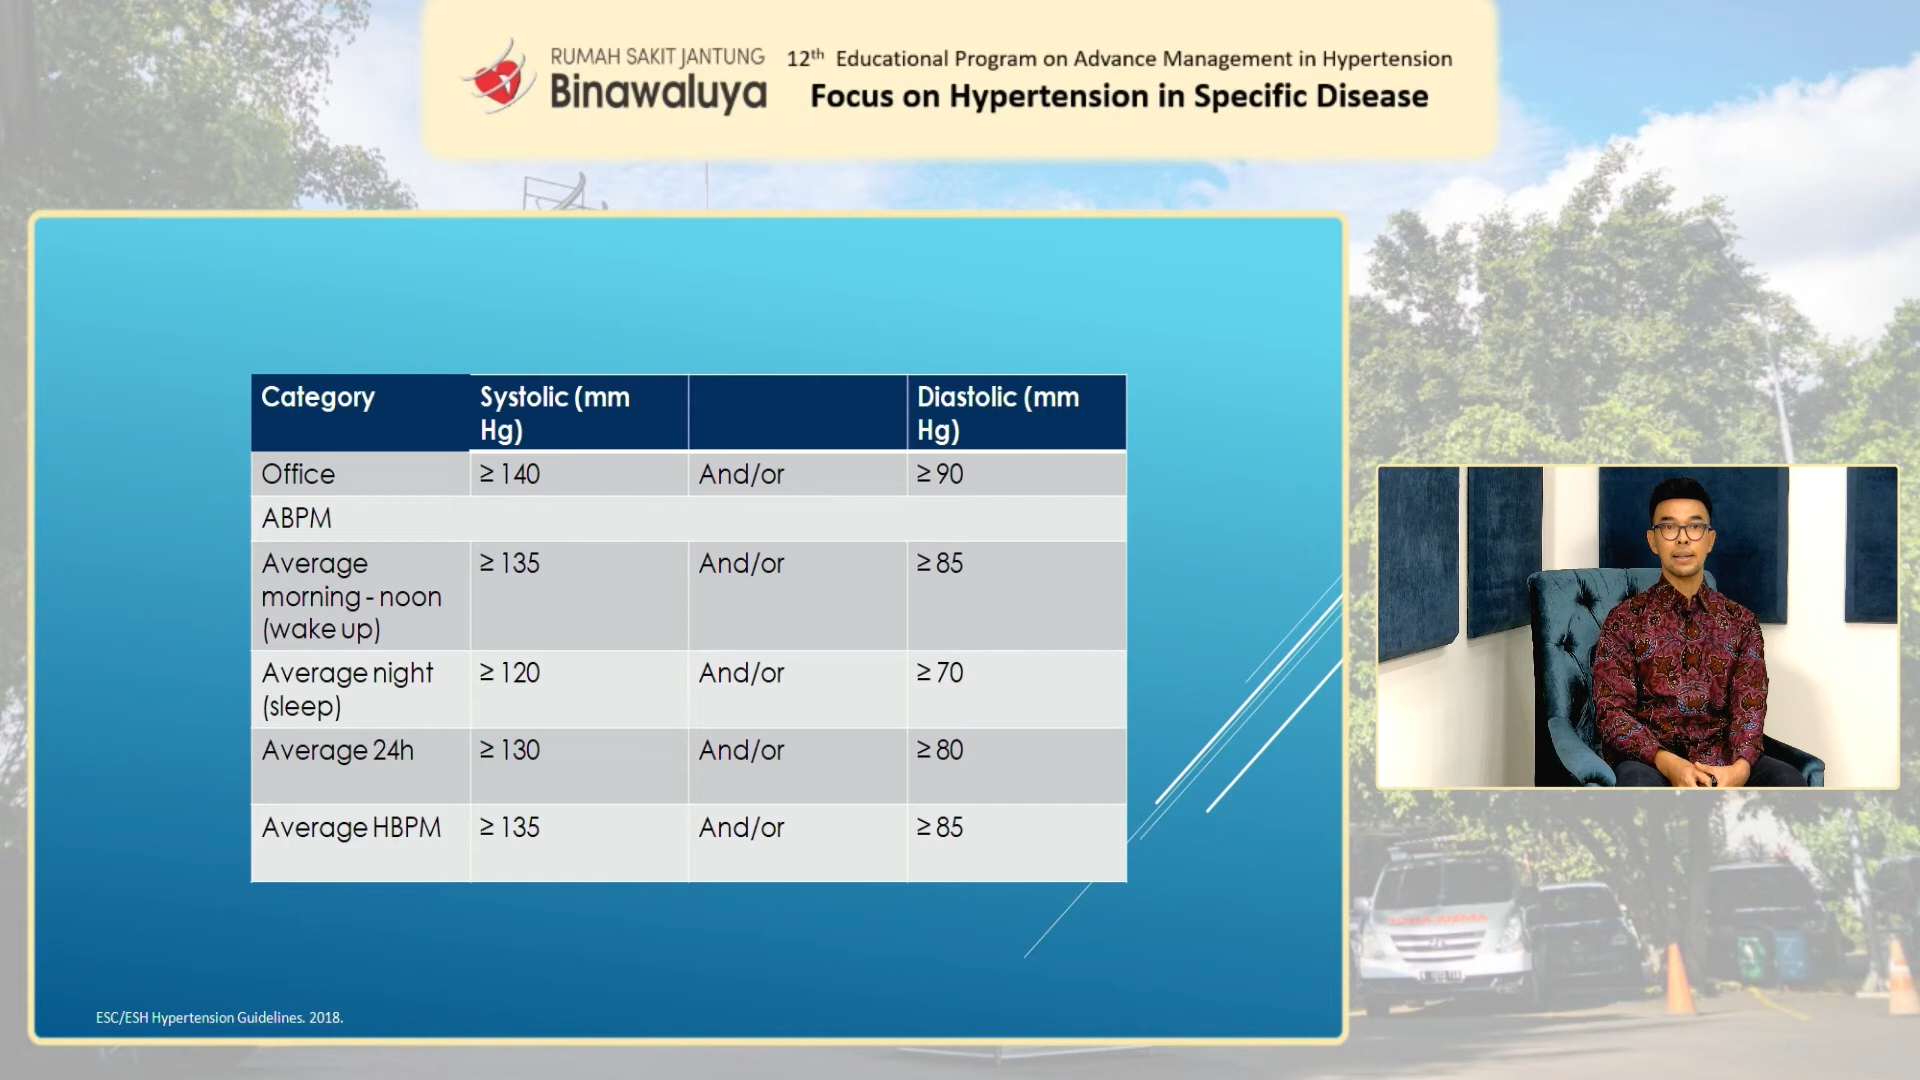 RUMAH SAKIT JANTUNG
Binawaluya
12th Educational Program on Advance Management in Hypertension
Focus on Hypertension in Specific Disease
Category
Systolic (mm
Hg)
Diastolic (mm
Hg)
Office
≥ 140
And/or
≥ 90
ABPM
Average
morning - noon
(wake up)
≥ 135
And/or
≥ 85
Average night
(sleep)
≥ 120
And/or
≥ 70
Average 24h
≥ 130
And/or
≥ 80
Average HBPM
≥ 135
And/or
≥ 85
ESC/ESH Hypertension Guidelines. 2018.